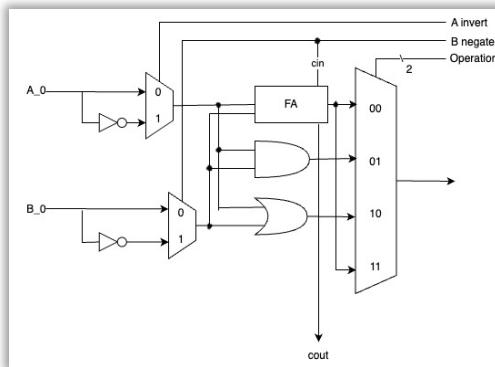 A invert
B negate
Operation
2
cin
A_0
0
1
FA
00
01
B_0
0
1
10
11
cout